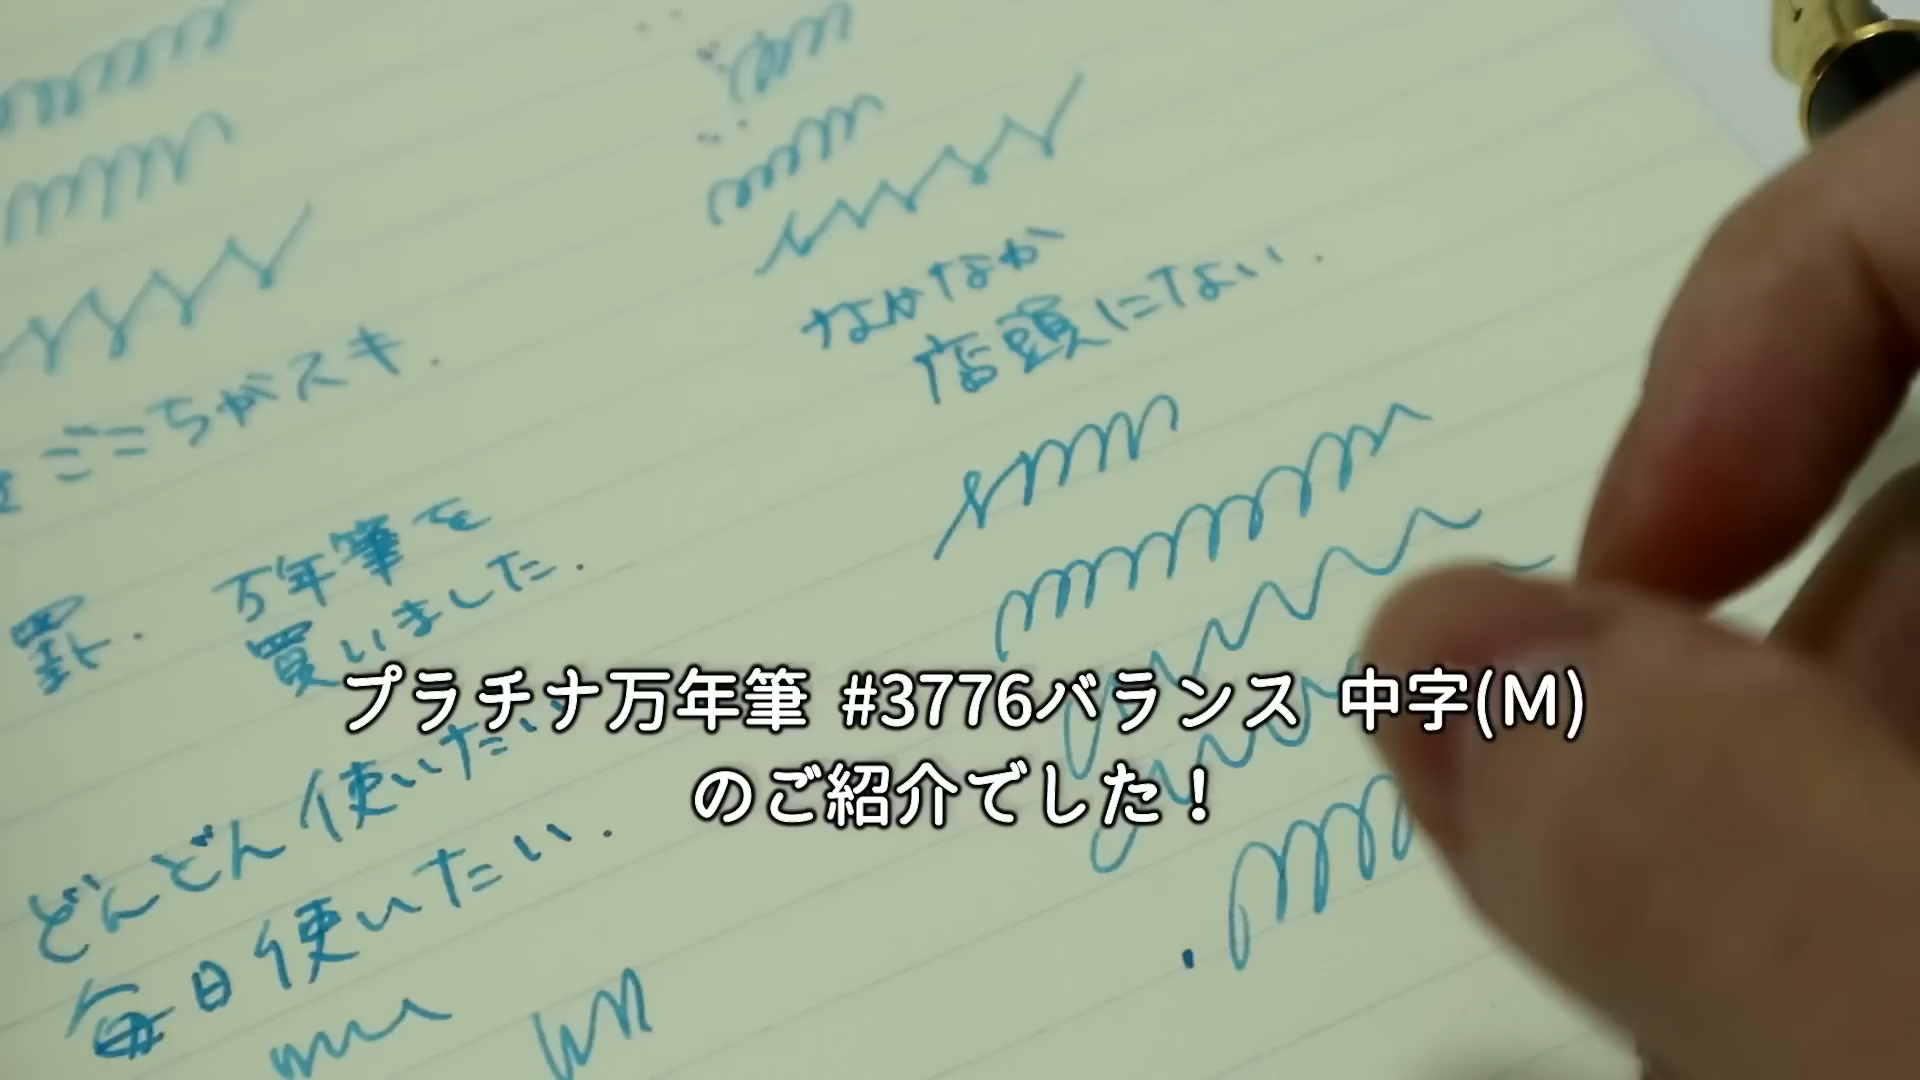 ごこちがスキ.
なかなか
店頭にない.
万年筆を
買いました.
どんどん使いたい
毎日使いたい.
プラチナ万年筆 #3776バランス 中字(M)
のご紹介でした！